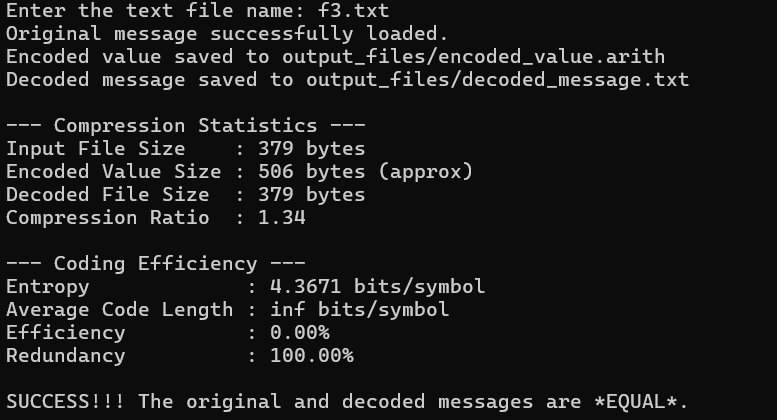 Enter the text file name: f3.txt
Original message successfully loaded.
Encoded value saved to output_files/encoded_value.arith
Decoded message saved to output_files/decoded_message.txt
--- Compression Statistics ---
Input File Size    : 379 bytes
Encoded Value Size : 506 bytes (approx)
Decoded File Size  : 379 bytes
Compression Ratio  : 1.34
--- Coding Efficiency ---
Entropy             : 4.3671 bits/symbol
Average Code Length : inf bits/symbol
Efficiency          : 0.00%
Redundancy          : 100.00%
SUCCESS!!! The original and decoded messages are *EQUAL*.